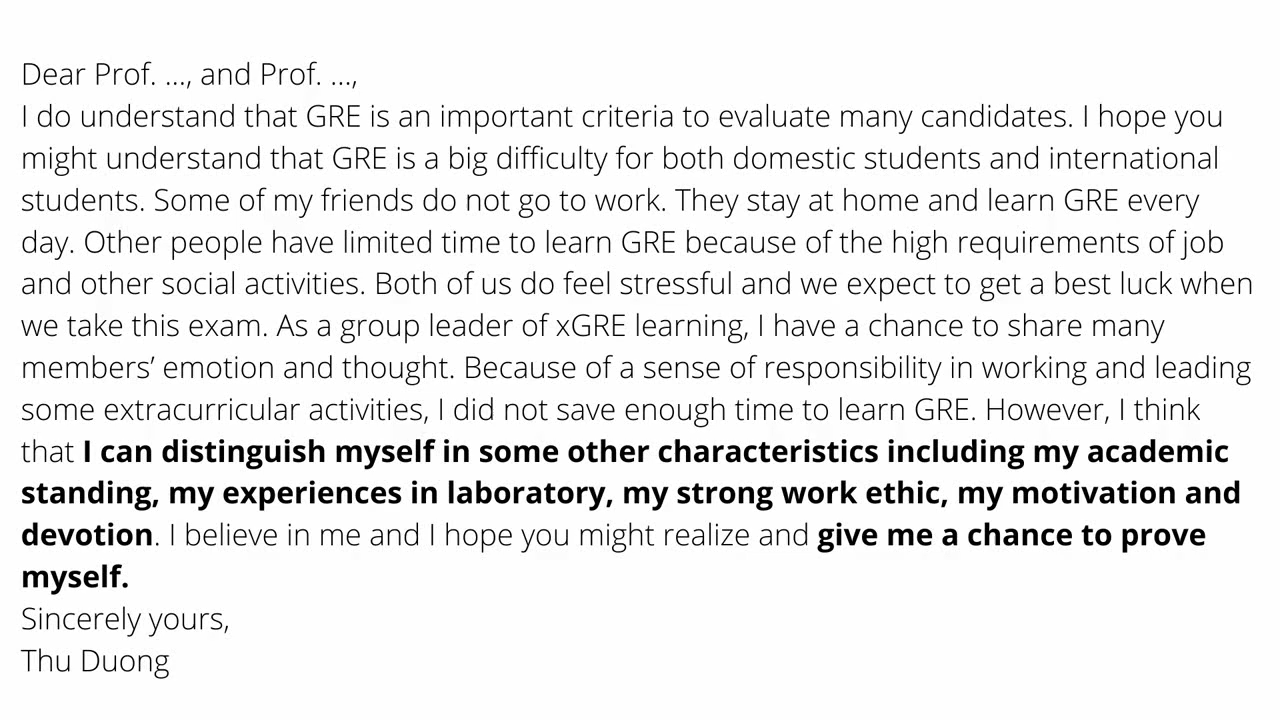 Dear Prof. ..., and Prof. ...,
I do understand that GRE is an important criteria to evaluate many candidates. I hope you
might understand that GRE is a big difficulty for both domestic students and international
students. Some of my friends do not go to work. They stay at home and learn GRE every
day. Other people have limited time to learn GRE because of the high requirements of job
and other social activities. Both of us do feel stressful and we expect to get a best luck when
we take this exam. As a group leader of xGRE learning, I have a chance to share many
members’ emotion and thought. Because of a sense of responsibility in working and leading
some extracurricular activities, I did not save enough time to learn GRE. However, I think
that I can distinguish myself in some other characteristics including my academic
standing, my experiences in laboratory, my strong work ethic, my motivation and
devotion. I believe in me and I hope you might realize and give me a chance to prove
myself.
Sincerely yours,
Thu Duong